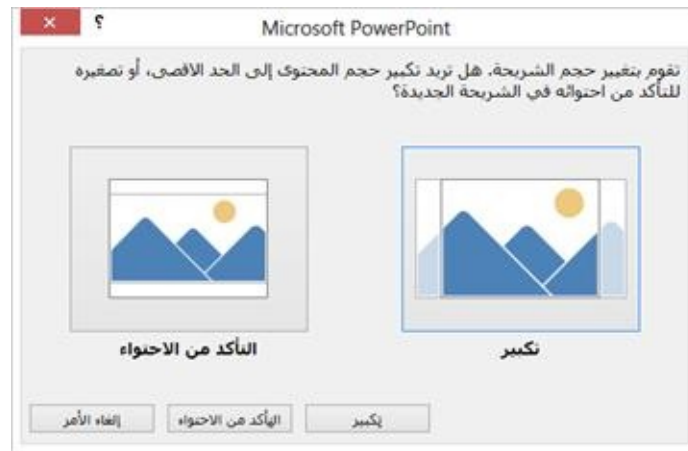 Microsoft PowerPoint
؟
×
تقوم بتغيير حجم الشريحة. هل تريد تكبير حجم المحتوى إلى الحد الاقصى، أو تصغيره
للتأكد من احتوائه في الشريحة الجديدة؟
تكبير
التأكد من الاحتواء
تكبير
التأكد من الاحتواء
إلغاء الأمر